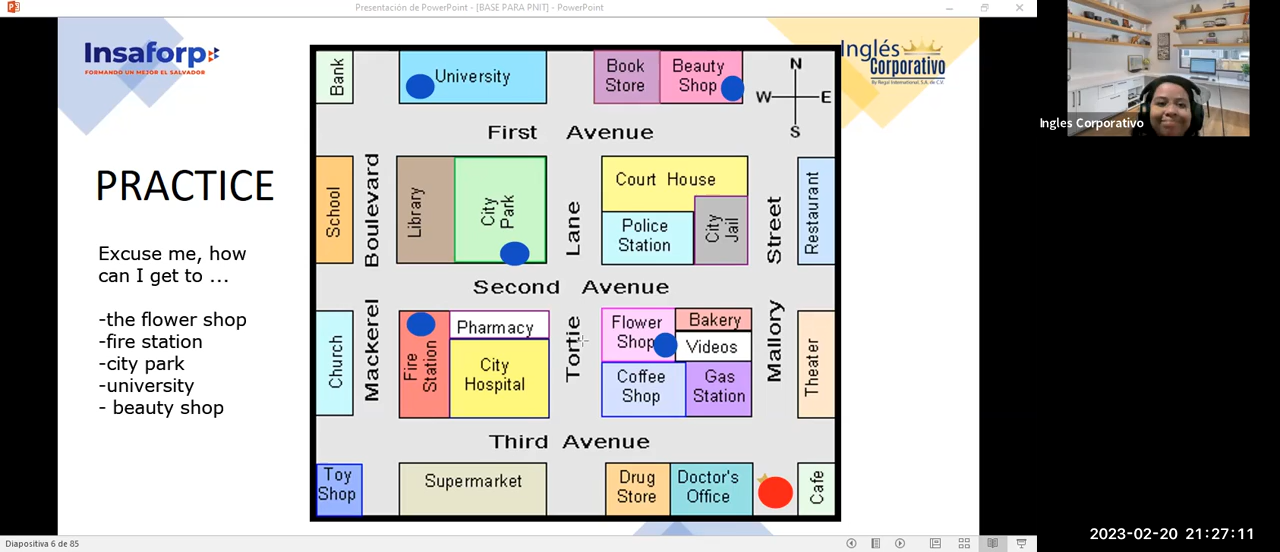 Presentación de PowerPoint - [BASE PARA PNIT] - PowerPoint
Insaforp
FORMANDO UN MEJOR EL SALVADOR
Inglés
Corporativo
By Regal International, S.A. de C.V.
Ingles Corporativo
PRACTICE
Excuse me, how
can I get to ...
-the flower shop
-fire station
-city park
-university
- beauty shop
Bank
University
Book
Store
Beauty
Shop
N
W
E
S
First Avenue
School
Boulevard
Library
City
Park
Lane
Court House
Police
Station
City
Jail
Street
Restaurant
Second Avenue
Church
Mackerel
Fire
Station
Pharmacy
City
Hospital
Tortie
Flower
Shop
Bakery
Videos
Coffee
Shop
Gas
Station
Mallory
Theater
Third Avenue
Toy
Shop
Supermarket
Drug
Store
Doctor's
Office
Cafe
Diapositiva 6 de 85
2023-02-20 21:27:11